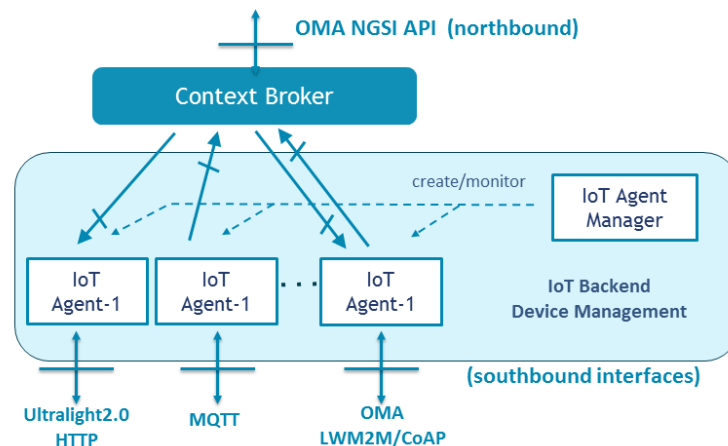 OMA NGSI API (northbound)
Context Broker
create/monitor
IoT Agent
Manager
IoT
Agent-1
IoT
Agent-1
. . .
IoT
Agent-1
IoT Backend
Device Management
(southbound interfaces)
Ultralight2.0
HTTP
MQTT
OMA
LWM2M/CoAP